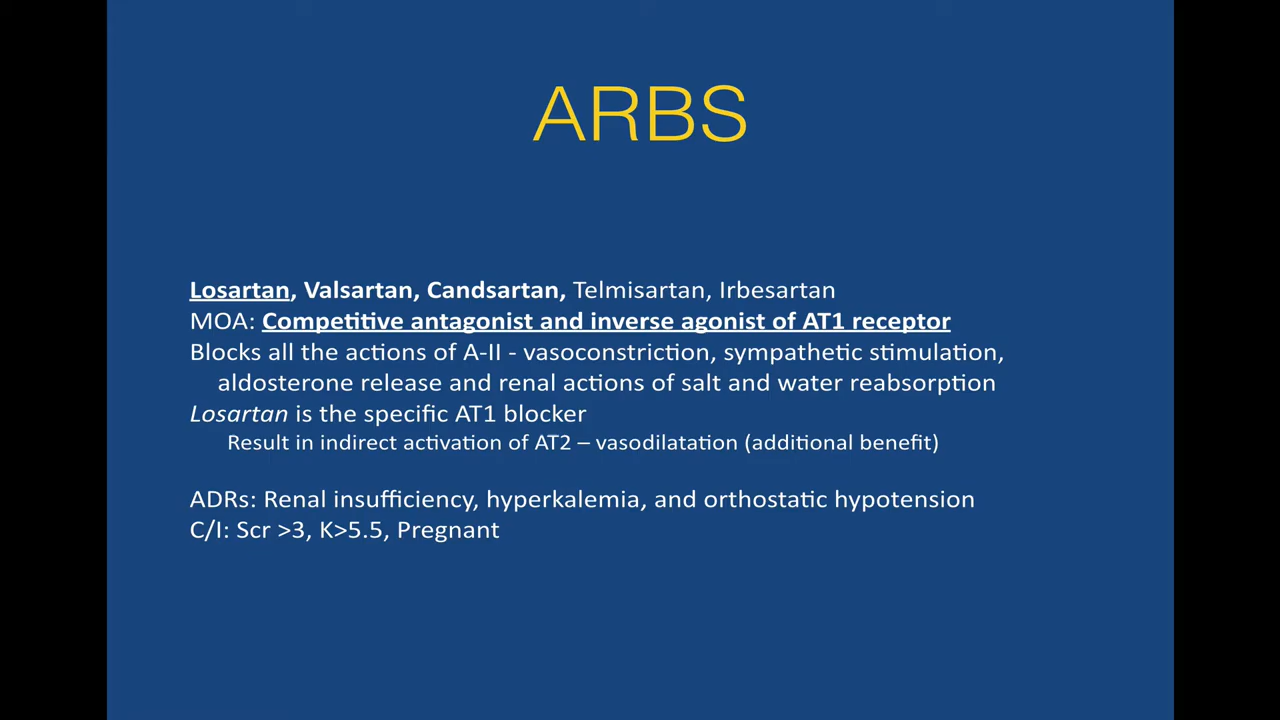 ARBS
Losartan, Valsartan, Candsartan, Telmisartan, Irbesartan
MOA: Competitive antagonist and inverse agonist of AT1 receptor
Blocks all the actions of A-II - vasoconstriction, sympathetic stimulation,
aldosterone release and renal actions of salt and water reabsorption
Losartan is the specific AT1 blocker
Result in indirect activation of AT2 – vasodilatation (additional benefit)
ADRs: Renal insufficiency, hyperkalemia, and orthostatic hypotension
C/I: Scr >3, K>5.5, Pregnant